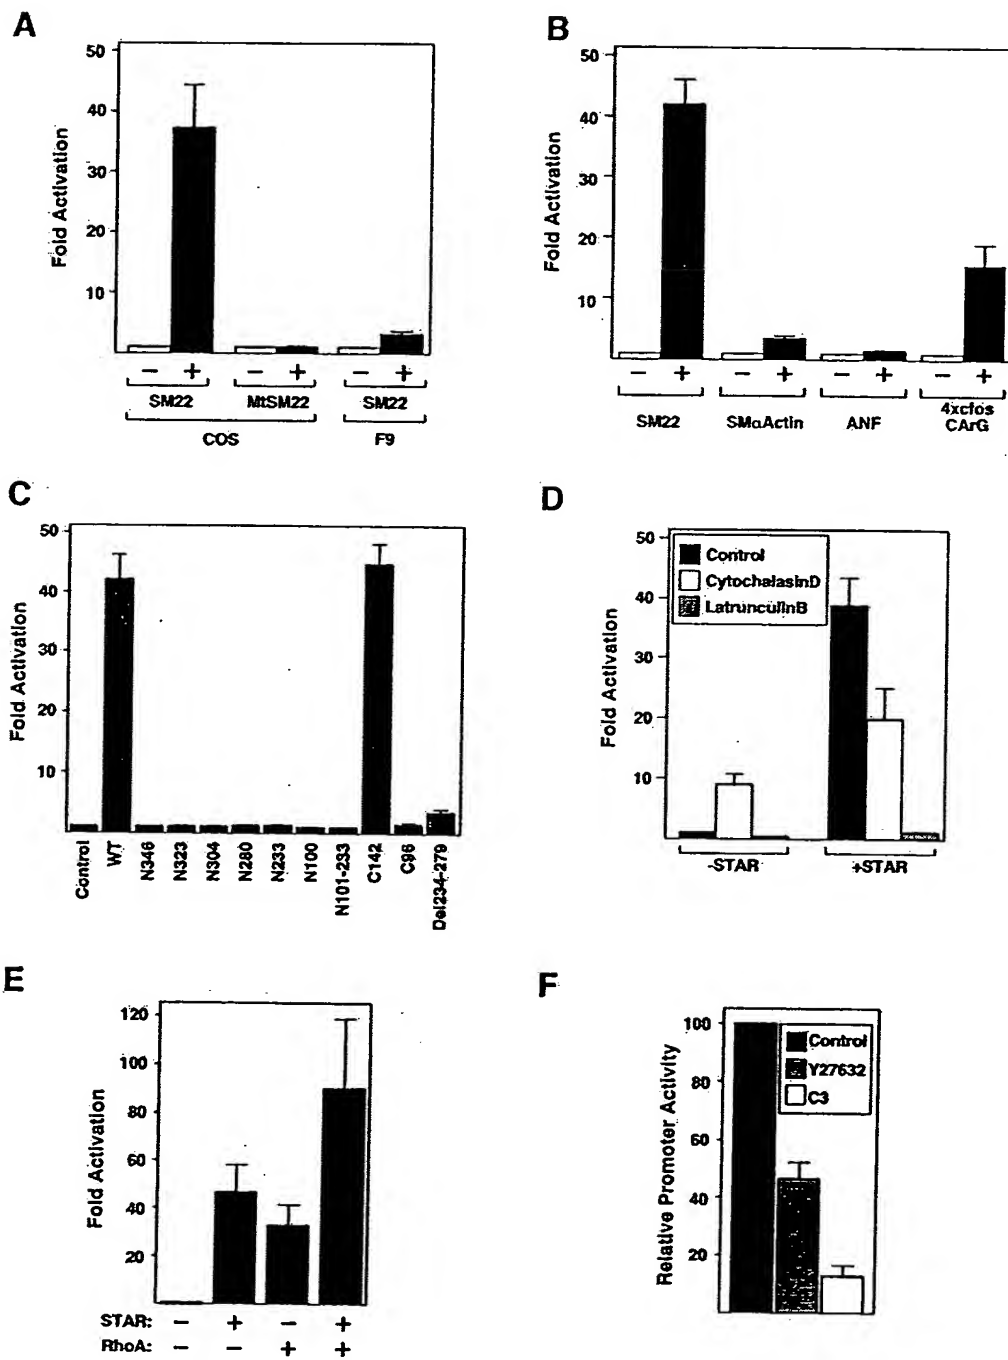 A
Fold Activation
50
40
30
20
10
− + − + − +
SM22 MtSM22 SM22
COS F9
B
Fold Activation
50
40
30
20
10
− + − + − + − +
SM22 SMαActin ANF 4xcfos
CArG
C
Fold Activation
50
40
30
20
10
Control
WT
N346
N323
N304
N280
N233
N100
N101-233
C142
C96
Del234-279
D
Fold Activation
50
40
30
20
10
Control
CytochalasinD
LatrunculinB
-STAR +STAR
E
Fold Activation
120
100
80
60
40
20
STAR: − + − +
RhoA: − − + +
F
Relative Promoter Activity
100
80
60
40
20
Control
Y27632
C3